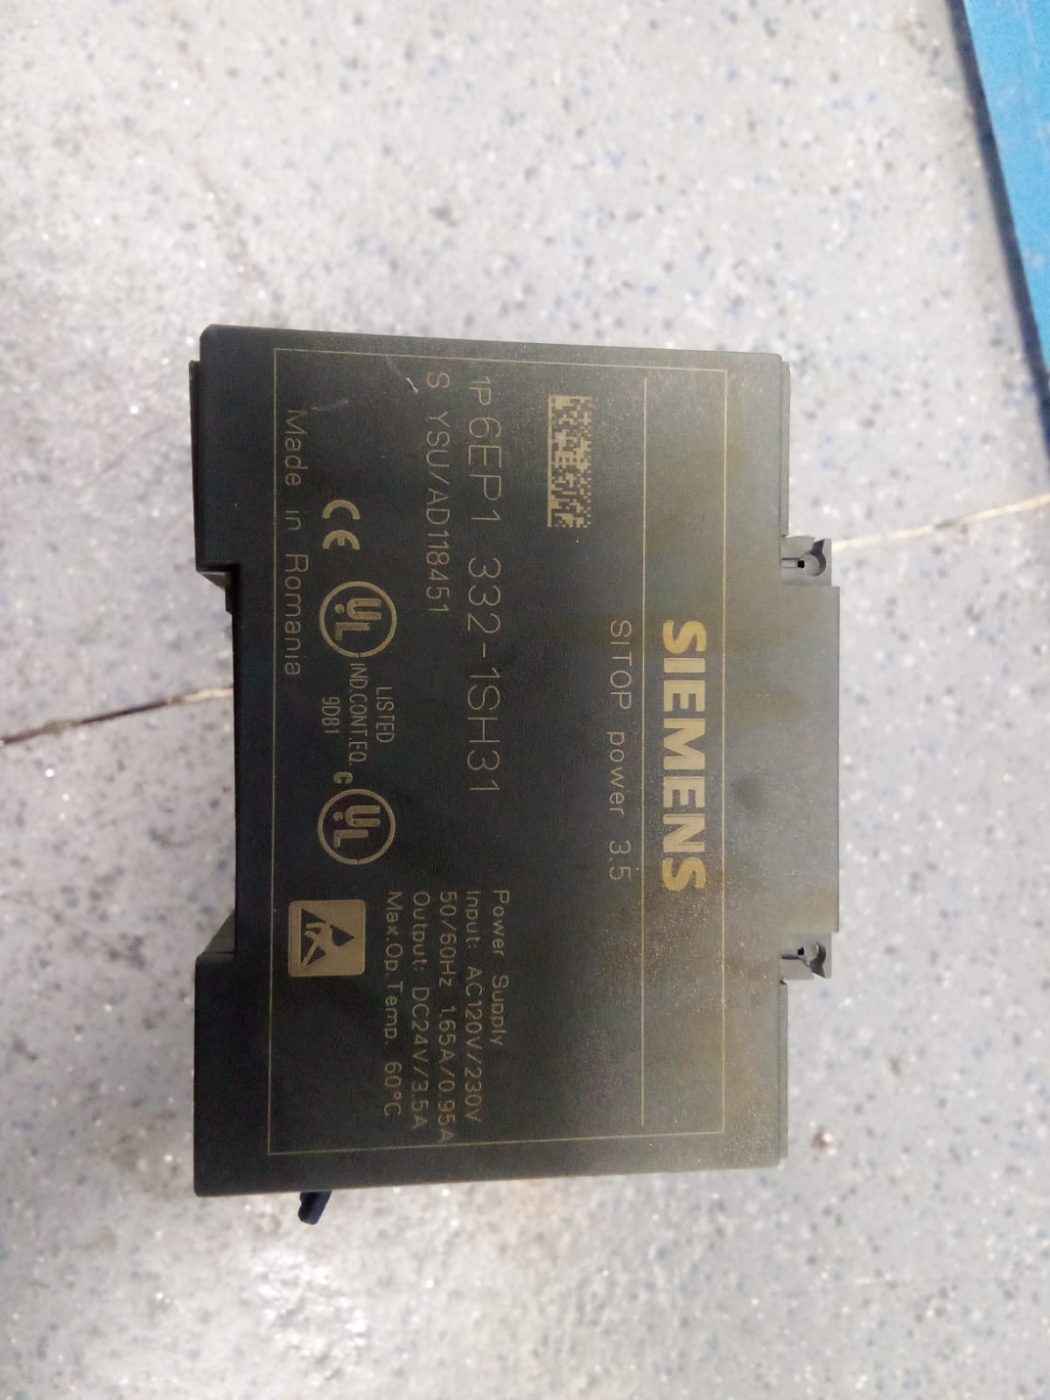 SIEMENS
SITOP power 3.5
1P 6EP1 332-1SH31
S YSU/AD118451
Power Supply
Input: AC120V/230V
50/60Hz 1.65A/0.95A
Output: DC24V/3.5A
Max.Op.Temp. 60°C
CE
UL
LISTED
IND.CONT.EQ.
9D81
c UL
Made in Romania